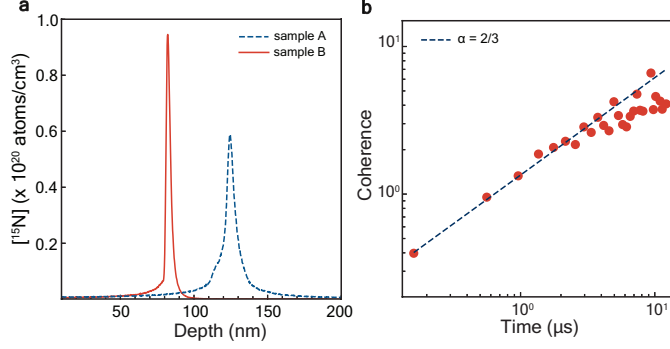 a
sample A
sample B
1.0
0.8
0.6
0.4
0.2
[¹⁵N] (x 10²⁰ atoms/cm³)
50
100
150
200
Depth (nm)
b
α = 2/3
10¹
10⁰
Coherence
10⁰
10¹
Time (μs)